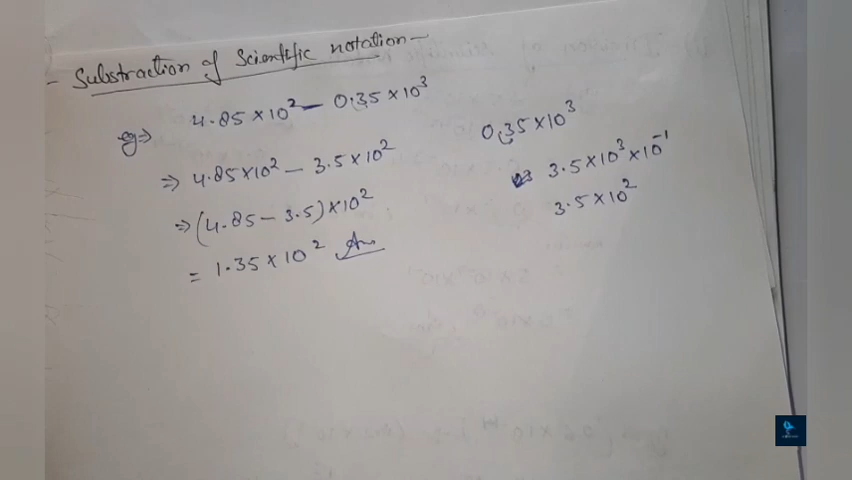 - Substraction of Scientific notation -
eg ⇒ 4.85 × 10² - 0.35 × 10³
⇒ 4.85 × 10² - 3.5 × 10²
⇒ (4.85 - 3.5) × 10²
= 1.35 × 10² Ans
0.35 × 10³
3.5 × 10³ × 10⁻¹
3.5 × 10²